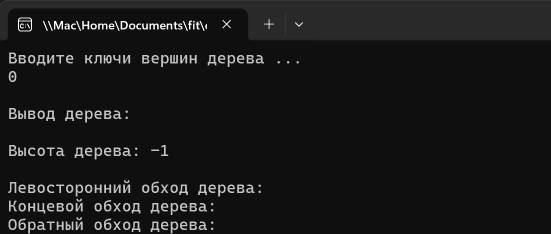 \\Mac\Home\Documents\fit\
Вводите ключи вершин дерева ...
0
Вывод дерева:
Высота дерева: -1
Левосторонний обход дерева:
Концевой обход дерева:
Обратный обход дерева: